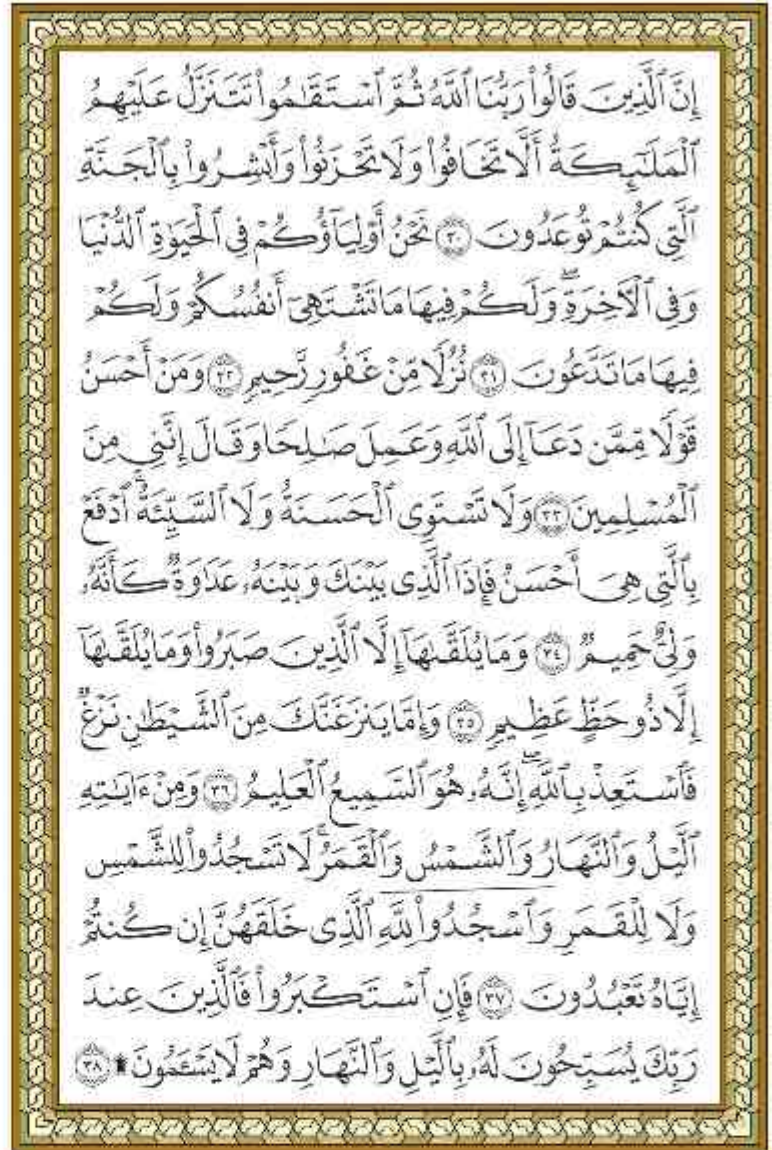 إِنَّ ٱلَّذِينَ قَالُوا۟ رَبُّنَا ٱللَّهُ ثُمَّ ٱسْتَقَـٰمُوا۟ تَتَنَزَّلُ عَلَيْهِمُ
ٱلْمَلَـٰٓئِكَةُ أَلَّا تَخَافُوا۟ وَلَا تَحْزَنُوا۟ وَأَبْشِرُوا۟ بِٱلْجَنَّةِ
ٱلَّتِى كُنتُمْ تُوعَدُونَ ٣٠ نَحْنُ أَوْلِيَآؤُكُمْ فِى ٱلْحَيَوٰةِ ٱلدُّنْيَا
وَفِى ٱلْـَٔاخِرَةِ ۖ وَلَكُمْ فِيهَا مَا تَشْتَهِىٓ أَنفُسُكُمْ وَلَكُمْ
فِيهَا مَا تَدَّعُونَ ٣١ نُزُلًا مِّنْ غَفُورٍ رَّحِيمٍ ٣٢ وَمَنْ أَحْسَنُ
قَوْلًا مِّمَّن دَعَآ إِلَى ٱللَّهِ وَعَمِلَ صَـٰلِحًا وَقَالَ إِنَّنِى مِنَ
ٱلْمُسْلِمِينَ ٣٣ وَلَا تَسْتَوِى ٱلْحَسَنَةُ وَلَا ٱلسَّيِّئَةُ ۚ ٱدْفَعْ
بِٱلَّتِى هِىَ أَحْسَنُ فَإِذَا ٱلَّذِى بَيْنَكَ وَبَيْنَهُۥ عَدَٰوَةٌ كَأَنَّهُۥ
وَلِىٌّ حَمِيمٌ ٣٤ وَمَا يُلَقَّىٰهَآ إِلَّا ٱلَّذِينَ صَبَرُوا۟ وَمَا يُلَقَّىٰهَآ
إِلَّا ذُو حَظٍّ عَظِيمٍ ٣٥ وَإِمَّا يَنزَغَنَّكَ مِنَ ٱلشَّيْطَـٰنِ نَزْغٌ
فَٱسْتَعِذْ بِٱللَّهِ ۖ إِنَّهُۥ هُوَ ٱلسَّمِيعُ ٱلْعَلِيمُ ٣٦ وَمِنْ ءَايَـٰتِهِ
ٱلَّيْلُ وَٱلنَّهَارُ وَٱلشَّمْسُ وَٱلْقَمَرُ ۚ لَا تَسْجُدُوا۟ لِلشَّمْسِ
وَلَا لِلْقَمَرِ وَٱسْجُدُوا۟ لِلَّهِ ٱلَّذِى خَلَقَهُنَّ إِن كُنتُمْ
إِيَّاهُ تَعْبُدُونَ ٣٧ فَإِنِ ٱسْتَكْبَرُوا۟ فَٱلَّذِينَ عِندَ
رَبِّكَ يُسَبِّحُونَ لَهُۥ بِٱلَّيْلِ وَٱلنَّهَارِ وَهُمْ لَا يَسْـَٔمُونَ ۩ ٣٨